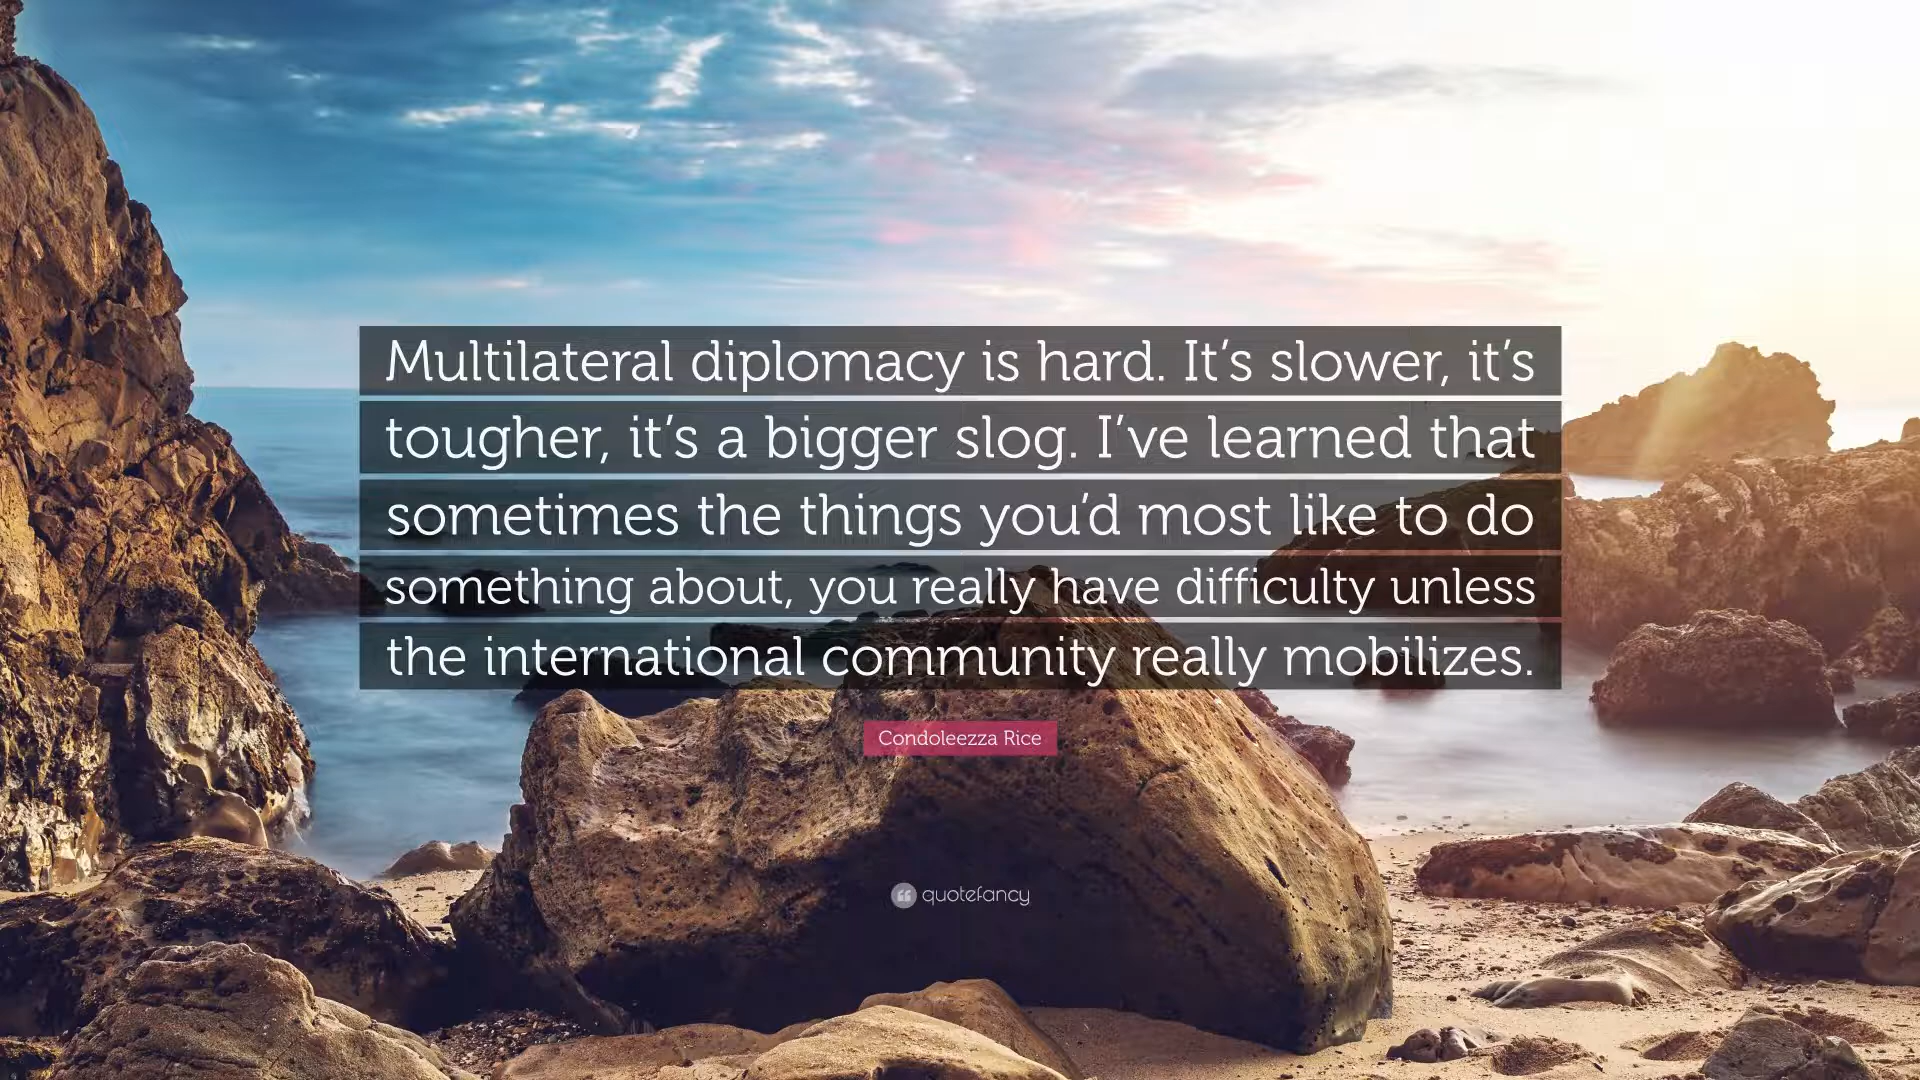 Multilateral diplomacy is hard. It’s slower, it’s
tougher, it’s a bigger slog. I’ve learned that
sometimes the things you’d most like to do
something about, you really have difficulty unless
the international community really mobilizes.
Condoleezza Rice
quotefancy